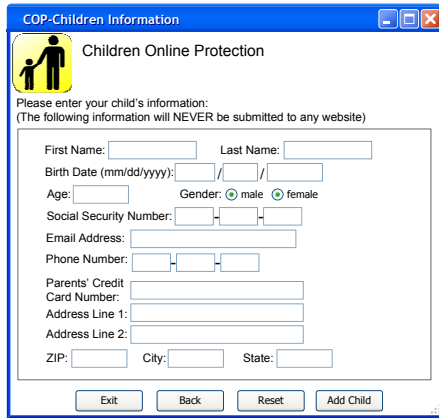 COP-Children Information
Children Online Protection
Please enter your child's information:
(The following information will NEVER be submitted to any website)
First Name: Last Name:
Birth Date (mm/dd/yyyy): / /
Age: Gender: male female
Social Security Number: - -
Email Address:
Phone Number: - -
Parents' Credit
Card Number:
Address Line 1:
Address Line 2:
ZIP: City: State:
Exit Back Reset Add Child